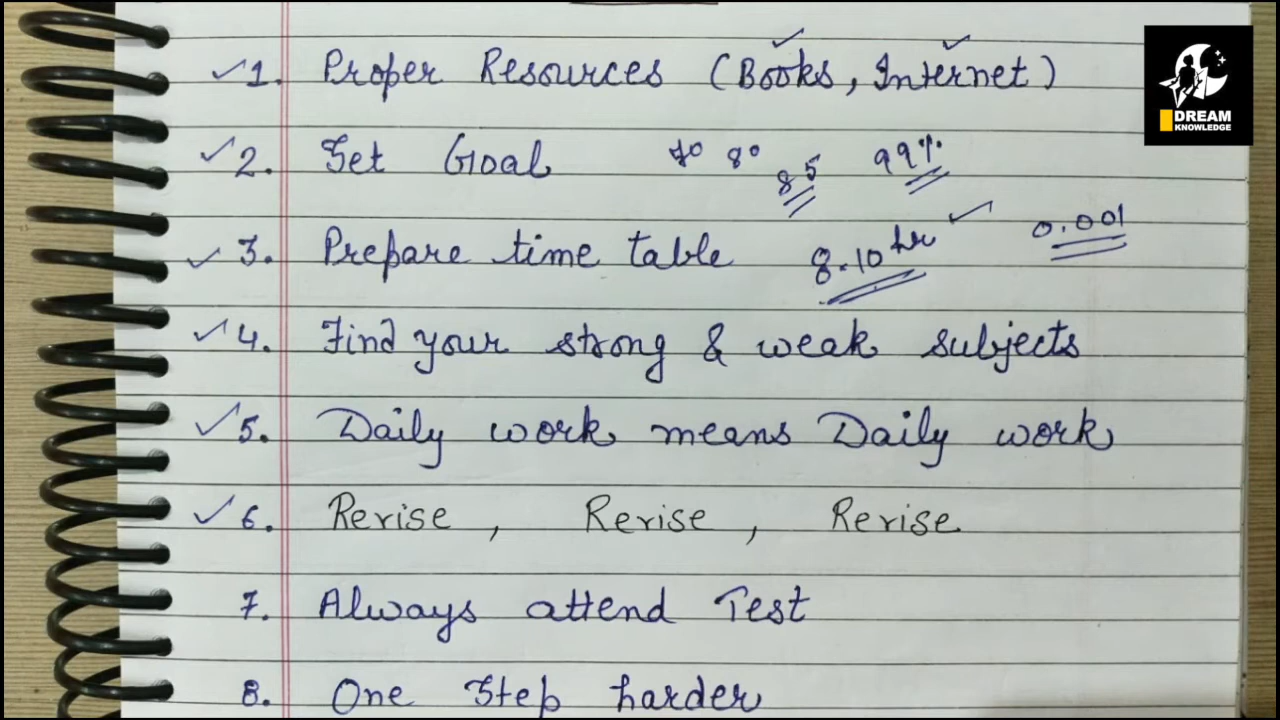 ✓1. Proper Resources (Books, Internet)
✓2. Set Goal 70 80 85 99%
✓3. Prepare time table 8.10 hr ✓ 0.001
✓4. Find your strong & weak subjects
✓5. Daily work means Daily work
✓6. Revise, Revise, Revise
7. Always attend Test
8. One Step harder
DREAM
KNOWLEDGE